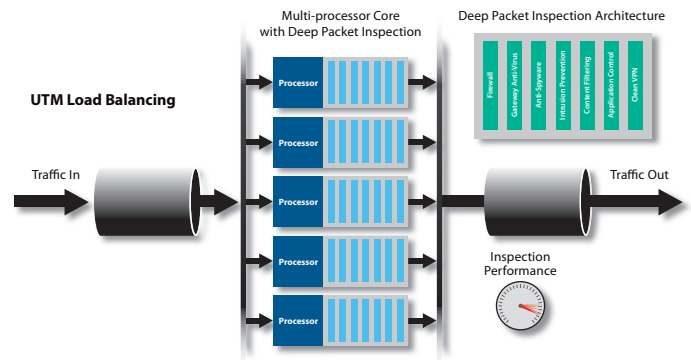 Multi-processor Core
with Deep Packet Inspection
Deep Packet Inspection Architecture
UTM Load Balancing
Traffic In
Processor
Processor
Processor
Processor
Processor
Firewall
Gateway Anti-Virus
Anti-Spyware
Intrusion Prevention
Content Filtering
Application Control
Clean VPN
Traffic Out
Inspection
Performance